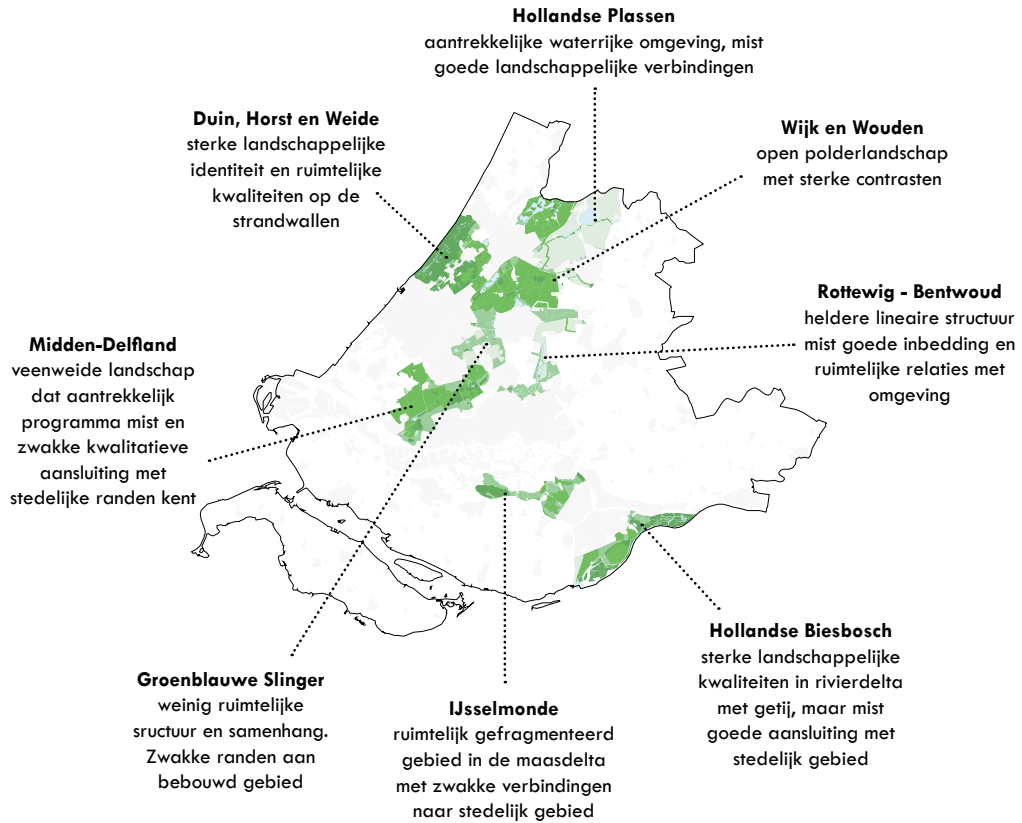 Hollandse Plassen
aantrekkelijke waterrijke omgeving, mist
goede landschappelijke verbindingen
Duin, Horst en Weide
sterke landschappelijke
identiteit en ruimtelijke
kwaliteiten op de
strandwallen
Wijk en Wouden
open polderlandschap
met sterke contrasten
Rottewig - Bentwoud
heldere lineaire structuur
mist goede inbedding en
ruimtelijke relaties met
omgeving
Midden-Delfland
veenweide landschap
dat aantrekkelijk
programma mist en
zwakke kwalitatieve
aansluiting met
stedelijke randen kent
Groenblauwe Slinger
weinig ruimtelijke
sructuur en samenhang.
Zwakke randen aan
bebouwd gebied
IJsselmonde
ruimtelijk gefragmenteerd
gebied in de maasdelta
met zwakke verbindingen
naar stedelijk gebied
Hollandse Biesbosch
sterke landschappelijke
kwaliteiten in rivierdelta
met getij, maar mist
goede aansluiting met
stedelijk gebied